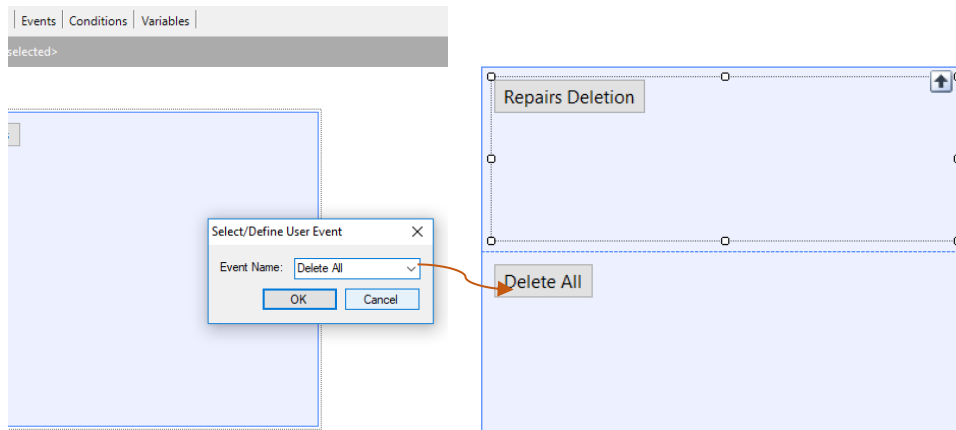 Events Conditions Variables
selected>
Repairs Deletion
Select/Define User Event
Event Name: Delete All
OK Cancel
Delete All